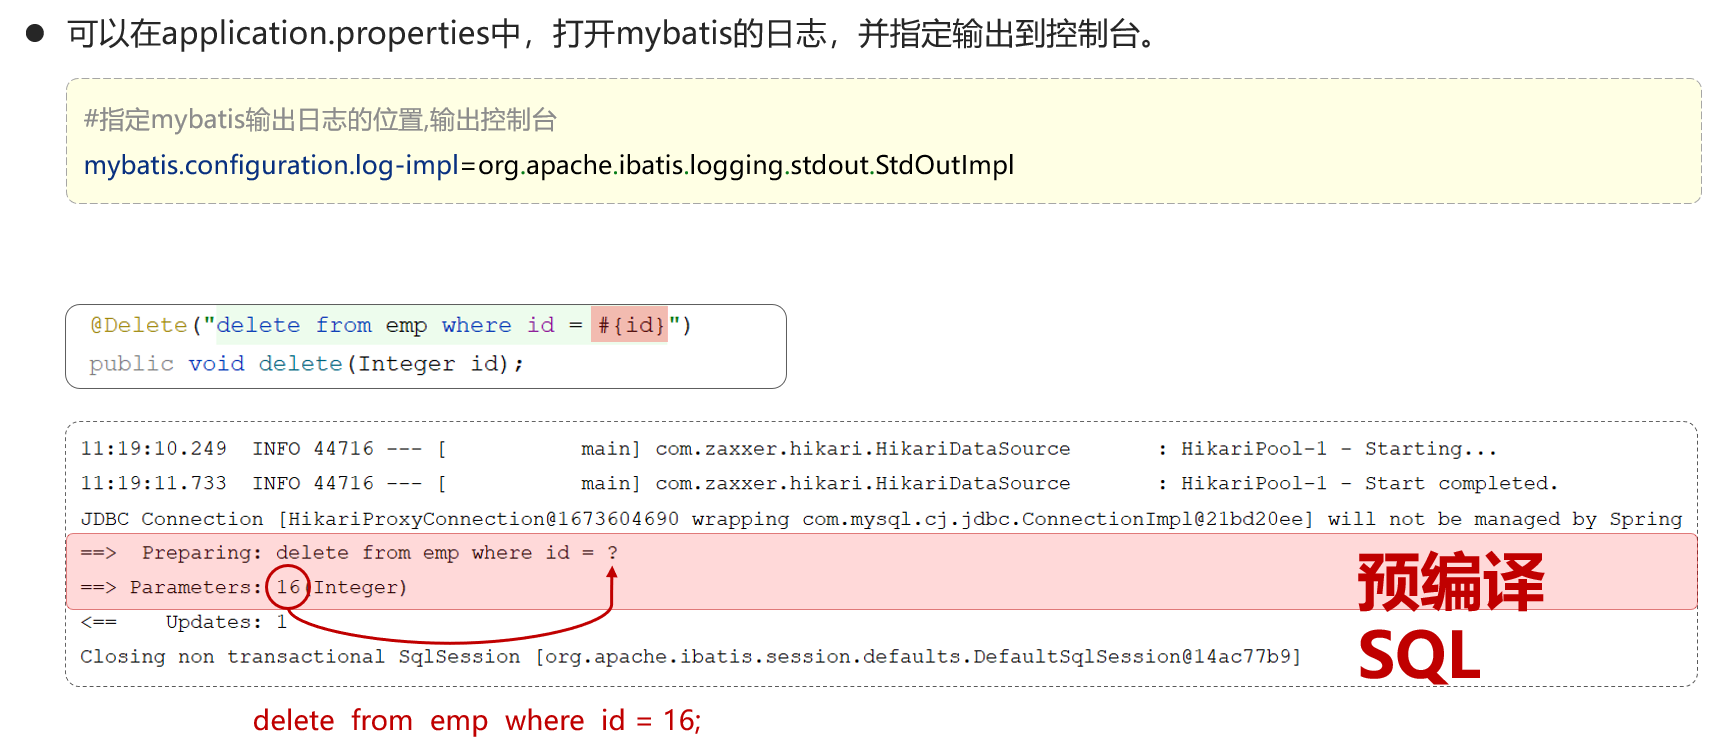 可以在application.properties中，打开mybatis的日志，并指定输出到控制台。
#指定mybatis输出日志的位置,输出控制台
mybatis.configuration.log-impl=org.apache.ibatis.logging.stdout.StdOutImpl
@Delete("delete from emp where id = #{id}")
public void delete(Integer id);
11:19:10.249  INFO 44716 --- [           main] com.zaxxer.hikari.HikariDataSource       : HikariPool-1 - Starting...
11:19:11.733  INFO 44716 --- [           main] com.zaxxer.hikari.HikariDataSource       : HikariPool-1 - Start completed.
JDBC Connection [HikariProxyConnection@1673604690 wrapping com.mysql.cj.jdbc.ConnectionImpl@21bd20ee] will not be managed by Spring
==>  Preparing: delete from emp where id = ?
==> Parameters: 16(Integer)
<==    Updates: 1
Closing non transactional SqlSession [org.apache.ibatis.session.defaults.DefaultSqlSession@14ac77b9]
预编译
SQL
delete from emp where id = 16;